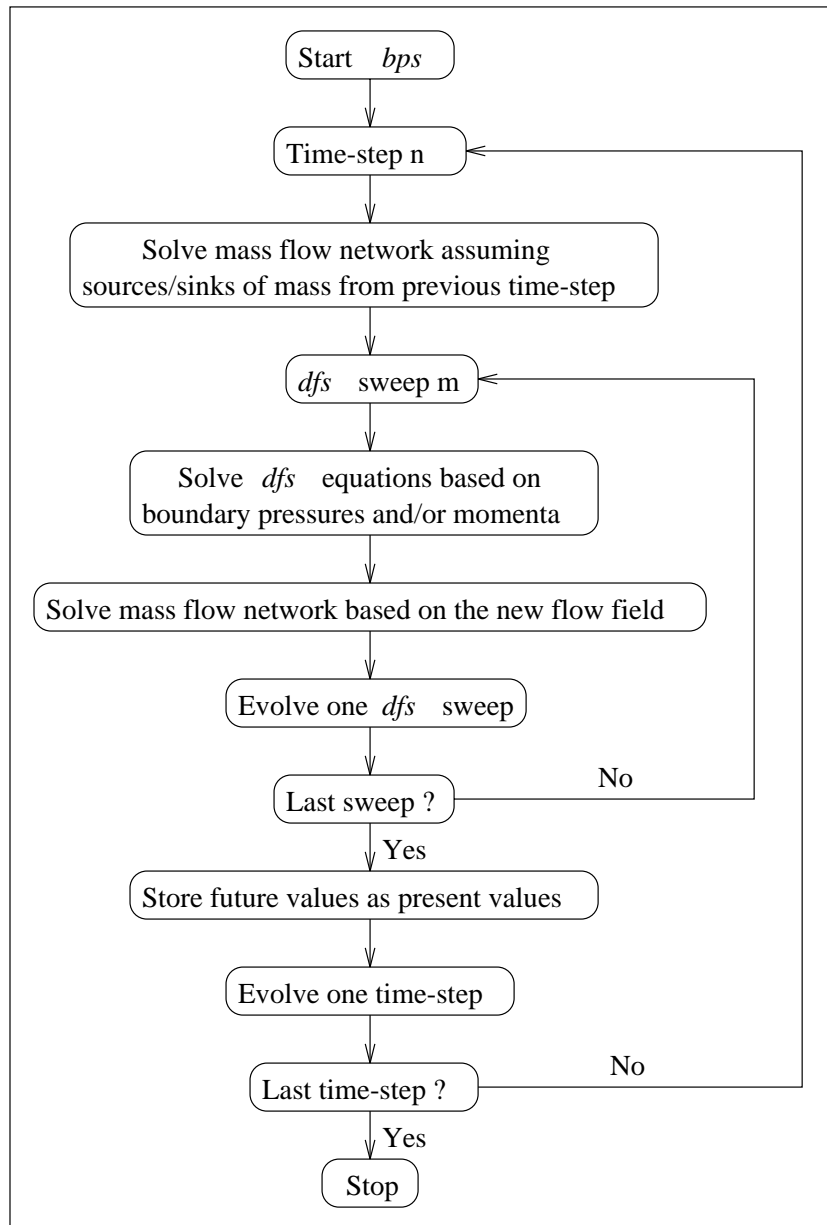 Start bps
Time-step n
Solve mass flow network assuming
sources/sinks of mass from previous time-step
dfs sweep m
Solve dfs equations based on
boundary pressures and/or momenta
Solve mass flow network based on the new flow field
Evolve one dfs sweep
Last sweep ?
No
Yes
Store future values as present values
Evolve one time-step
Last time-step ?
No
Yes
Stop